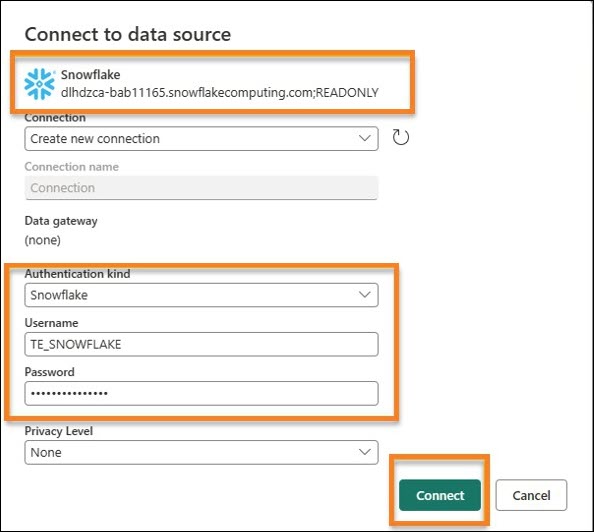 Connect to data source
Snowflake
dlhdzca-bab11165.snowflakecomputing.com;READONLY
Connection
Create new connection
Connection name
Connection
Data gateway
(none)
Authentication kind
Snowflake
Username
TE_SNOWFLAKE
Password
•••••••••••••••
Privacy Level
None
Connect
Cancel